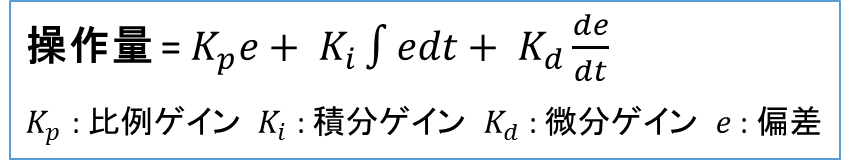 操作量 = K_p e + K_i ∫ edt + K_d \frac{de}{dt}
K_p : 比例ゲイン K_i : 積分ゲイン K_d : 微分ゲイン e : 偏差